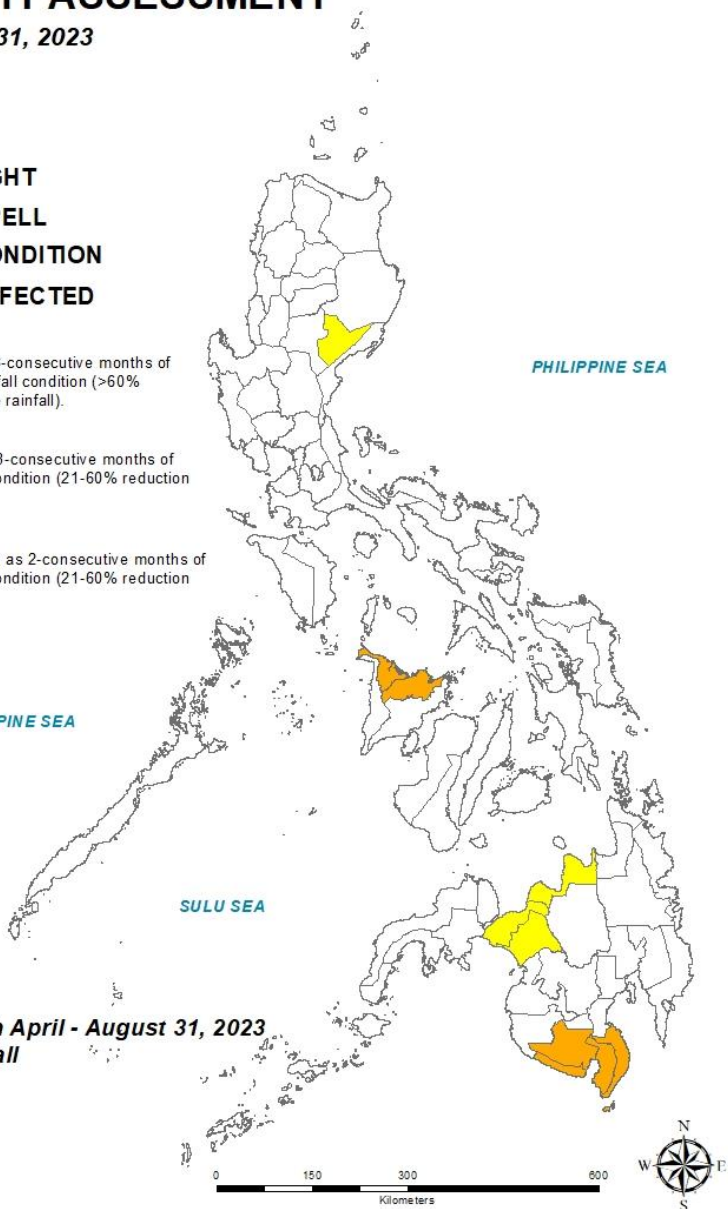 ASSESSMENT
31, 2023
GHT
PELL
ONDITION
FFECTED
-consecutive months of
fall condition (>60%
rainfall).
3-consecutive months of
ondition (21-60% reduction
as 2-consecutive months of
ondition (21-60% reduction
PHILIPPINE SEA
PINE SEA
SULU SEA
April - August 31, 2023
all
0 150 300 600
Kilometers
N
W E
S